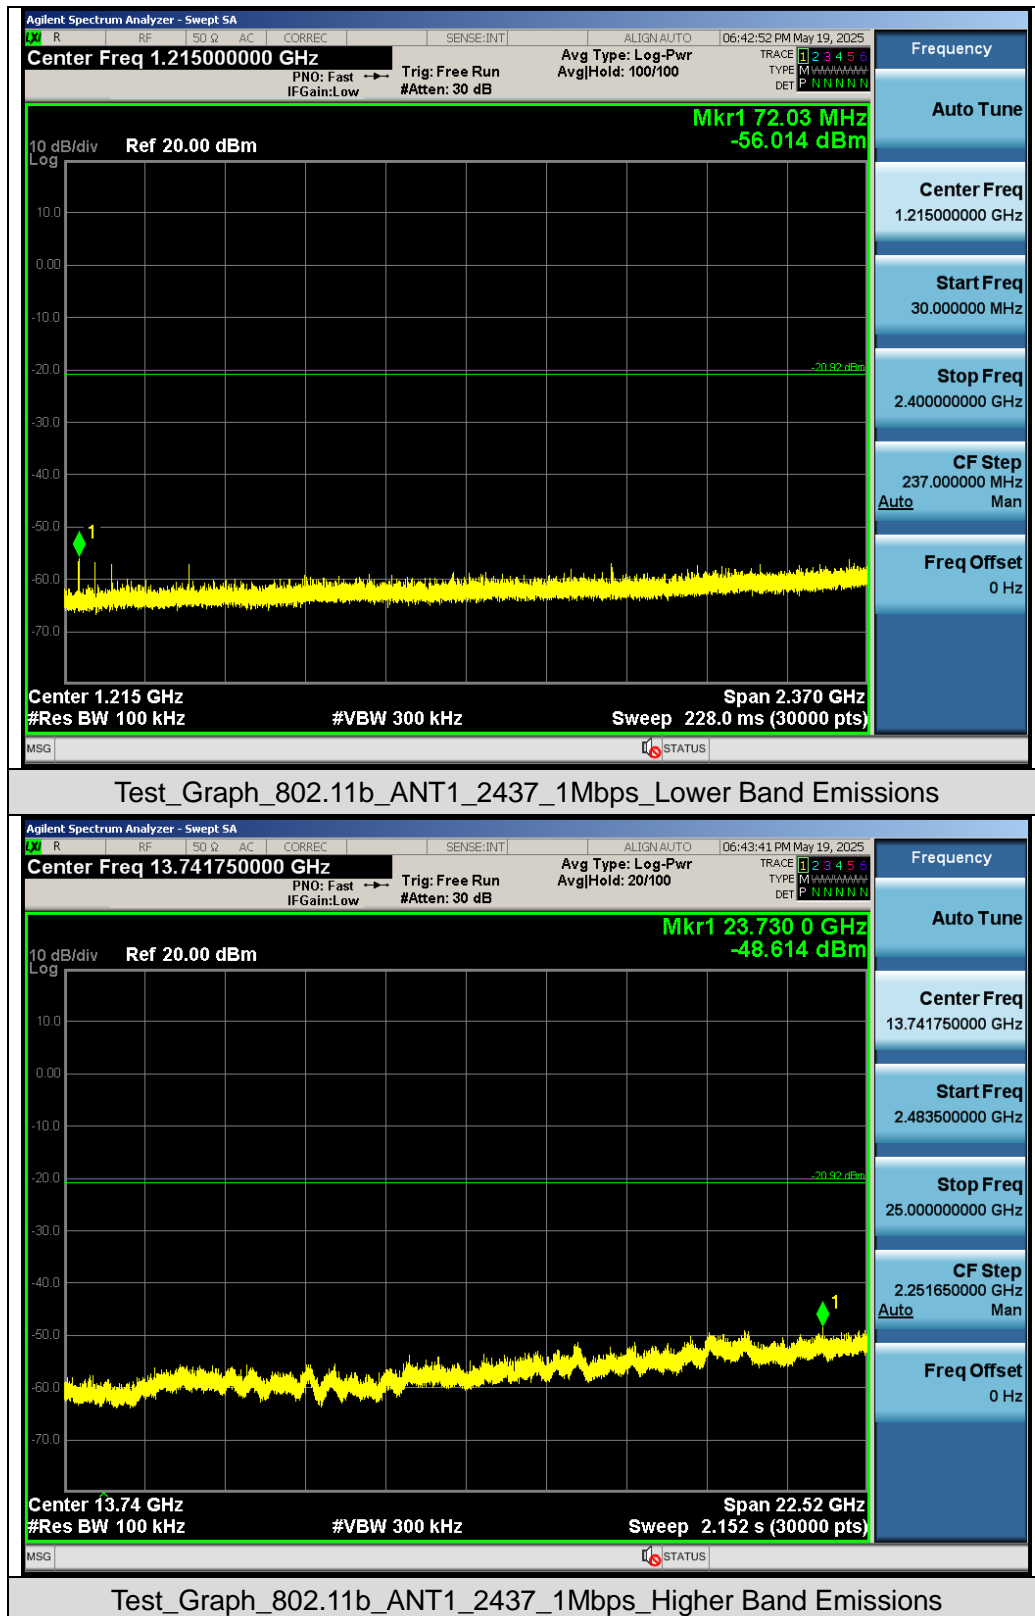 Agilent Spectrum Analyzer - Swept SA
LXI R RF 50 Ω AC CORREC SENSE:INT ALIGN AUTO 06:42:52 PM May 19, 2025
Center Freq 1.215000000 GHz
PNO: Fast
IFGain:Low
Trig: Free Run
#Atten: 30 dB
Avg Type: Log-Pwr
Avg|Hold: 100/100
TRACE 1 2 3 4 5 6
TYPE M WWWWW
DET P N N N N N
Mkr1 72.03 MHz
-56.014 dBm
10 dB/div Ref 20.00 dBm
Log
10.0
0.00
-10.0
-20.0
-20.92 dBm
-30.0
-40.0
-50.0
1
-60.0
-70.0
Center 1.215 GHz Span 2.370 GHz
#Res BW 100 kHz #VBW 300 kHz Sweep 228.0 ms (30000 pts)
MSG STATUS
Frequency
Auto Tune
Center Freq
1.215000000 GHz
Start Freq
30.000000 MHz
Stop Freq
2.400000000 GHz
CF Step
237.000000 MHz
Auto Man
Freq Offset
0 Hz
Test_Graph_802.11b_ANT1_2437_1Mbps_Lower Band Emissions
Agilent Spectrum Analyzer - Swept SA
LXI R RF 50 Ω AC CORREC SENSE:INT ALIGN AUTO 06:43:41 PM May 19, 2025
Center Freq 13.741750000 GHz
PNO: Fast
IFGain:Low
Trig: Free Run
#Atten: 30 dB
Avg Type: Log-Pwr
Avg|Hold: 20/100
TRACE 1 2 3 4 5 6
TYPE M WWWWW
DET P N N N N N
Mkr1 23.730 0 GHz
-48.614 dBm
10 dB/div Ref 20.00 dBm
Log
10.0
0.00
-10.0
-20.0
-20.92 dBm
-30.0
-40.0
1
-50.0
-60.0
-70.0
Center 13.74 GHz Span 22.52 GHz
#Res BW 100 kHz #VBW 300 kHz Sweep 2.152 s (30000 pts)
MSG STATUS
Frequency
Auto Tune
Center Freq
13.741750000 GHz
Start Freq
2.483500000 GHz
Stop Freq
25.000000000 GHz
CF Step
2.251650000 GHz
Auto Man
Freq Offset
0 Hz
Test_Graph_802.11b_ANT1_2437_1Mbps_Higher Band Emissions